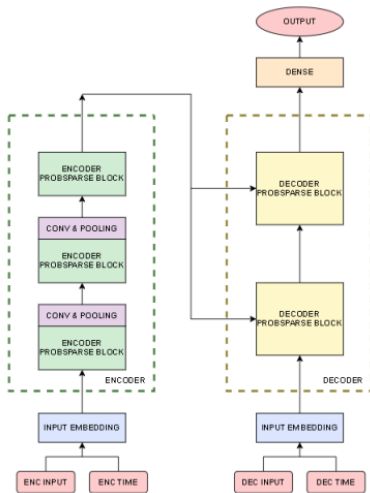 OUTPUT
DENSE
ENCODER
PROBSPARSE BLOCK
CONV & POOLING
ENCODER
PROBSPARSE BLOCK
CONV & POOLING
ENCODER
PROBSPARSE BLOCK
ENCODER
INPUT EMBEDDING
ENC INPUT
ENC TIME
DECODER
PROBSPARSE BLOCK
DECODER
PROBSPARSE BLOCK
DECODER
INPUT EMBEDDING
DEC INPUT
DEC TIME